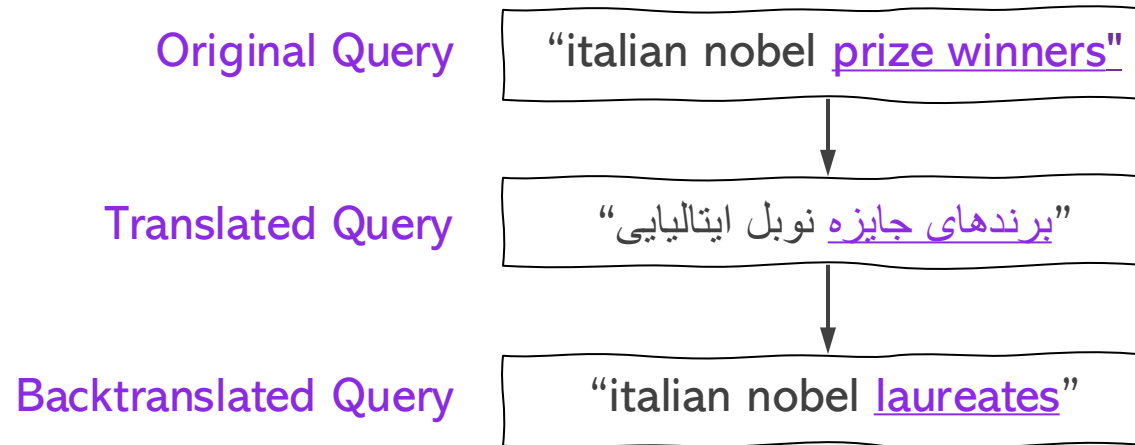 Original Query
“italian nobel prize winners"
Translated Query
“برندهای جایزه نوبل ایتالیایی”
Backtranslated Query
“italian nobel laureates”